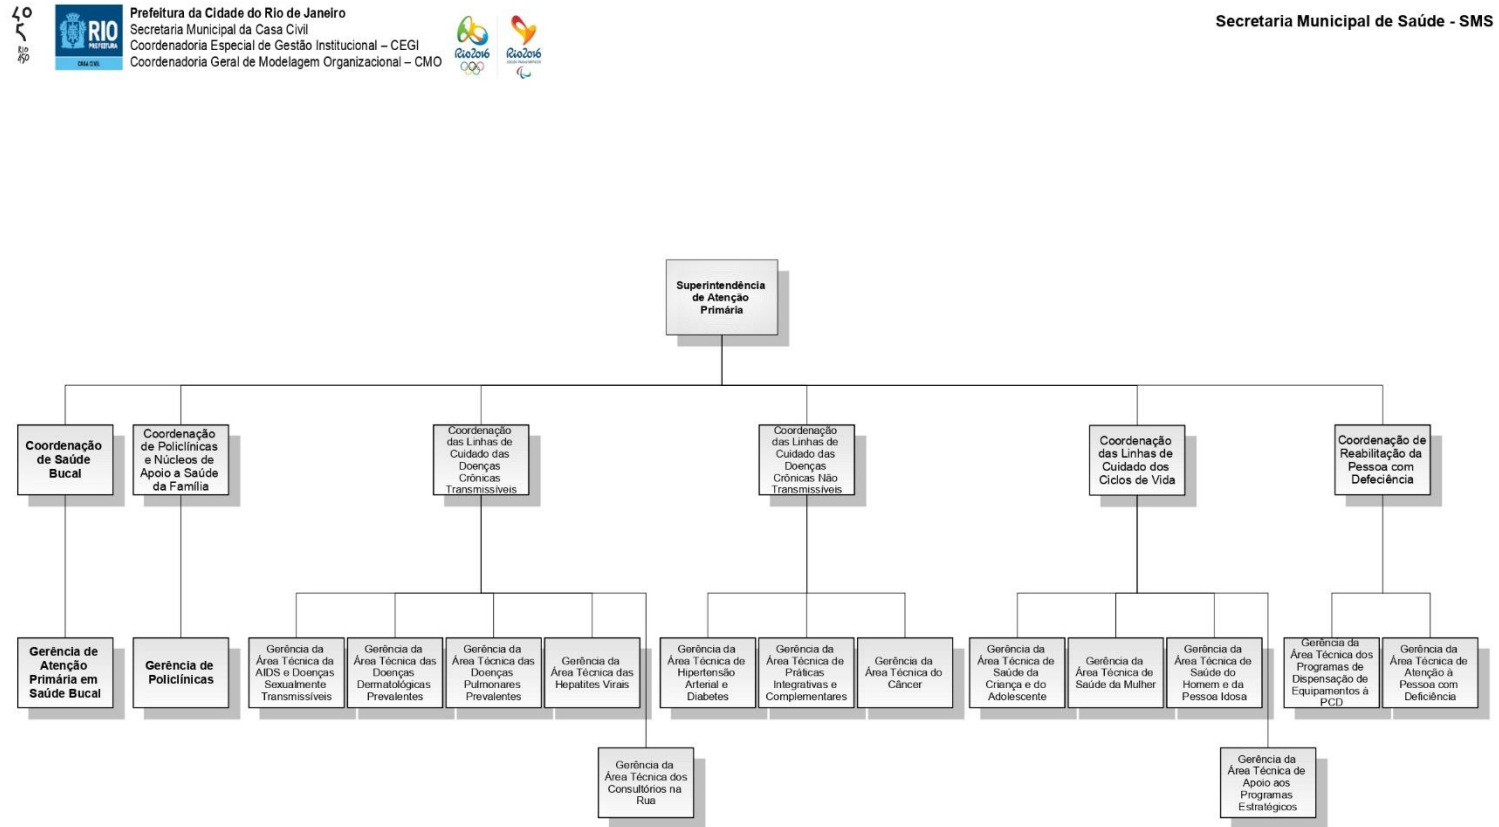 Prefeitura da Cidade do Rio de Janeiro
Secretaria Municipal da Casa Civil
Coordenadoria Especial de Gestão Institucional – CEGI
Coordenadoria Geral de Modelagem Organizacional – CMO
RIO
PREFEITURA
CASA CIVIL
RIO
450
Rio2016
Rio2016
Secretaria Municipal de Saúde - SMS
Superintendência
de Atenção
Primária
Coordenação
de Saúde
Bucal
Coordenação
de Policlínicas
e Núcleos de
Apoio a Saúde
da Família
Coordenação
das Linhas de
Cuidado das
Doenças
Crônicas
Transmissíveis
Coordenação
das Linhas de
Cuidado das
Doenças
Crônicas Não
Transmissíveis
Coordenação
das Linhas de
Cuidado dos
Ciclos de Vida
Coordenação de
Reabilitação da
Pessoa com
Defeciência
Gerência de
Atenção
Primária em
Saúde Bucal
Gerência de
Policlínicas
Gerência da
Área Técnica da
AIDS e Doenças
Sexualmente
Transmissíveis
Gerência da
Área Técnica das
Doenças
Dermatológicas
Prevalentes
Gerência da
Área Técnica das
Doenças
Pulmonares
Prevalentes
Gerência da
Área Técnica das
Hepatites Virais
Gerência da
Área Técnica de
Hipertensão
Arterial e
Diabetes
Gerência da
Área Técnica de
Práticas
Integrativas e
Complementares
Gerência da
Área Técnica do
Câncer
Gerência da
Área Técnica de
Saúde da
Criança e do
Adolescente
Gerência da
Área Técnica de
Saúde da Mulher
Gerência da
Área Técnica de
Saúde do
Homem e da
Pessoa Idosa
Gerência da
Área Técnica dos
Programas de
Dispensação de
Equipamentos à
PCD
Gerência da
Área Técnica de
Atenção à
Pessoa com
Deficiência
Gerência da
Área Técnica dos
Consultórios na
Rua
Gerência da
Área Técnica de
Apoio aos
Programas
Estratégicos